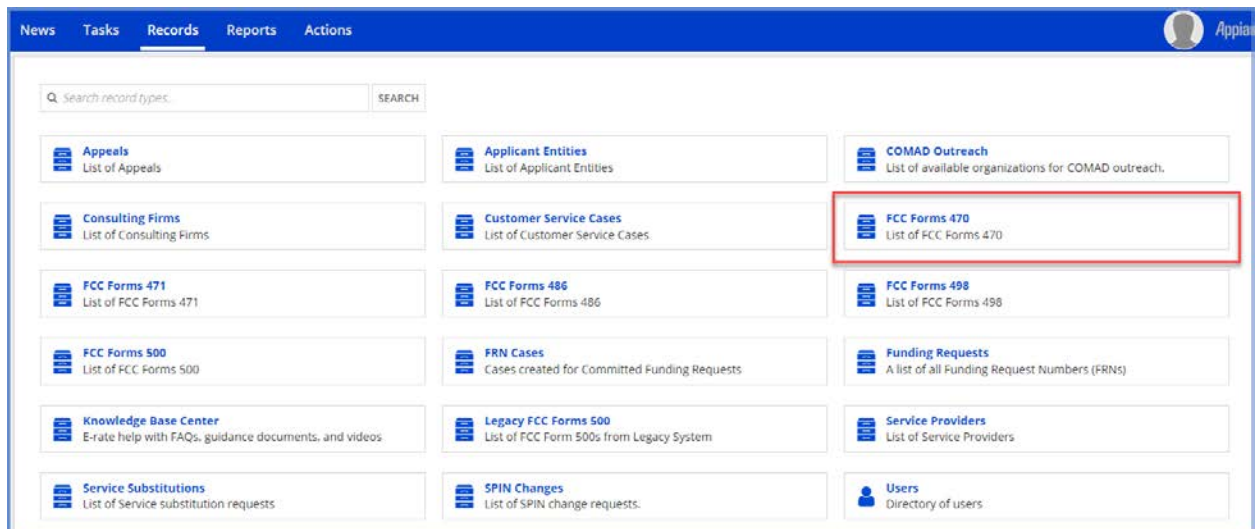 News Tasks Records Reports Actions
Search record types. SEARCH
Appeals
List of Appeals
Applicant Entities
List of Applicant Entities
COMAD Outreach
List of available organizations for COMAD outreach.
Consulting Firms
List of Consulting Firms
Customer Service Cases
List of Customer Service Cases
FCC Forms 470
List of FCC Forms 470
FCC Forms 471
List of FCC Forms 471
FCC Forms 486
List of FCC Forms 486
FCC Forms 498
List of FCC Forms 498
FCC Forms 500
List of FCC Forms 500
FRN Cases
Cases created for Committed Funding Requests
Funding Requests
A list of all Funding Request Numbers (FRNs)
Knowledge Base Center
E-rate help with FAQs, guidance documents, and videos
Legacy FCC Forms 500
List of FCC Form 500s from Legacy System
Service Providers
List of Service Providers
Service Substitutions
List of Service substitution requests
SPIN Changes
List of SPIN change requests.
Users
Directory of users